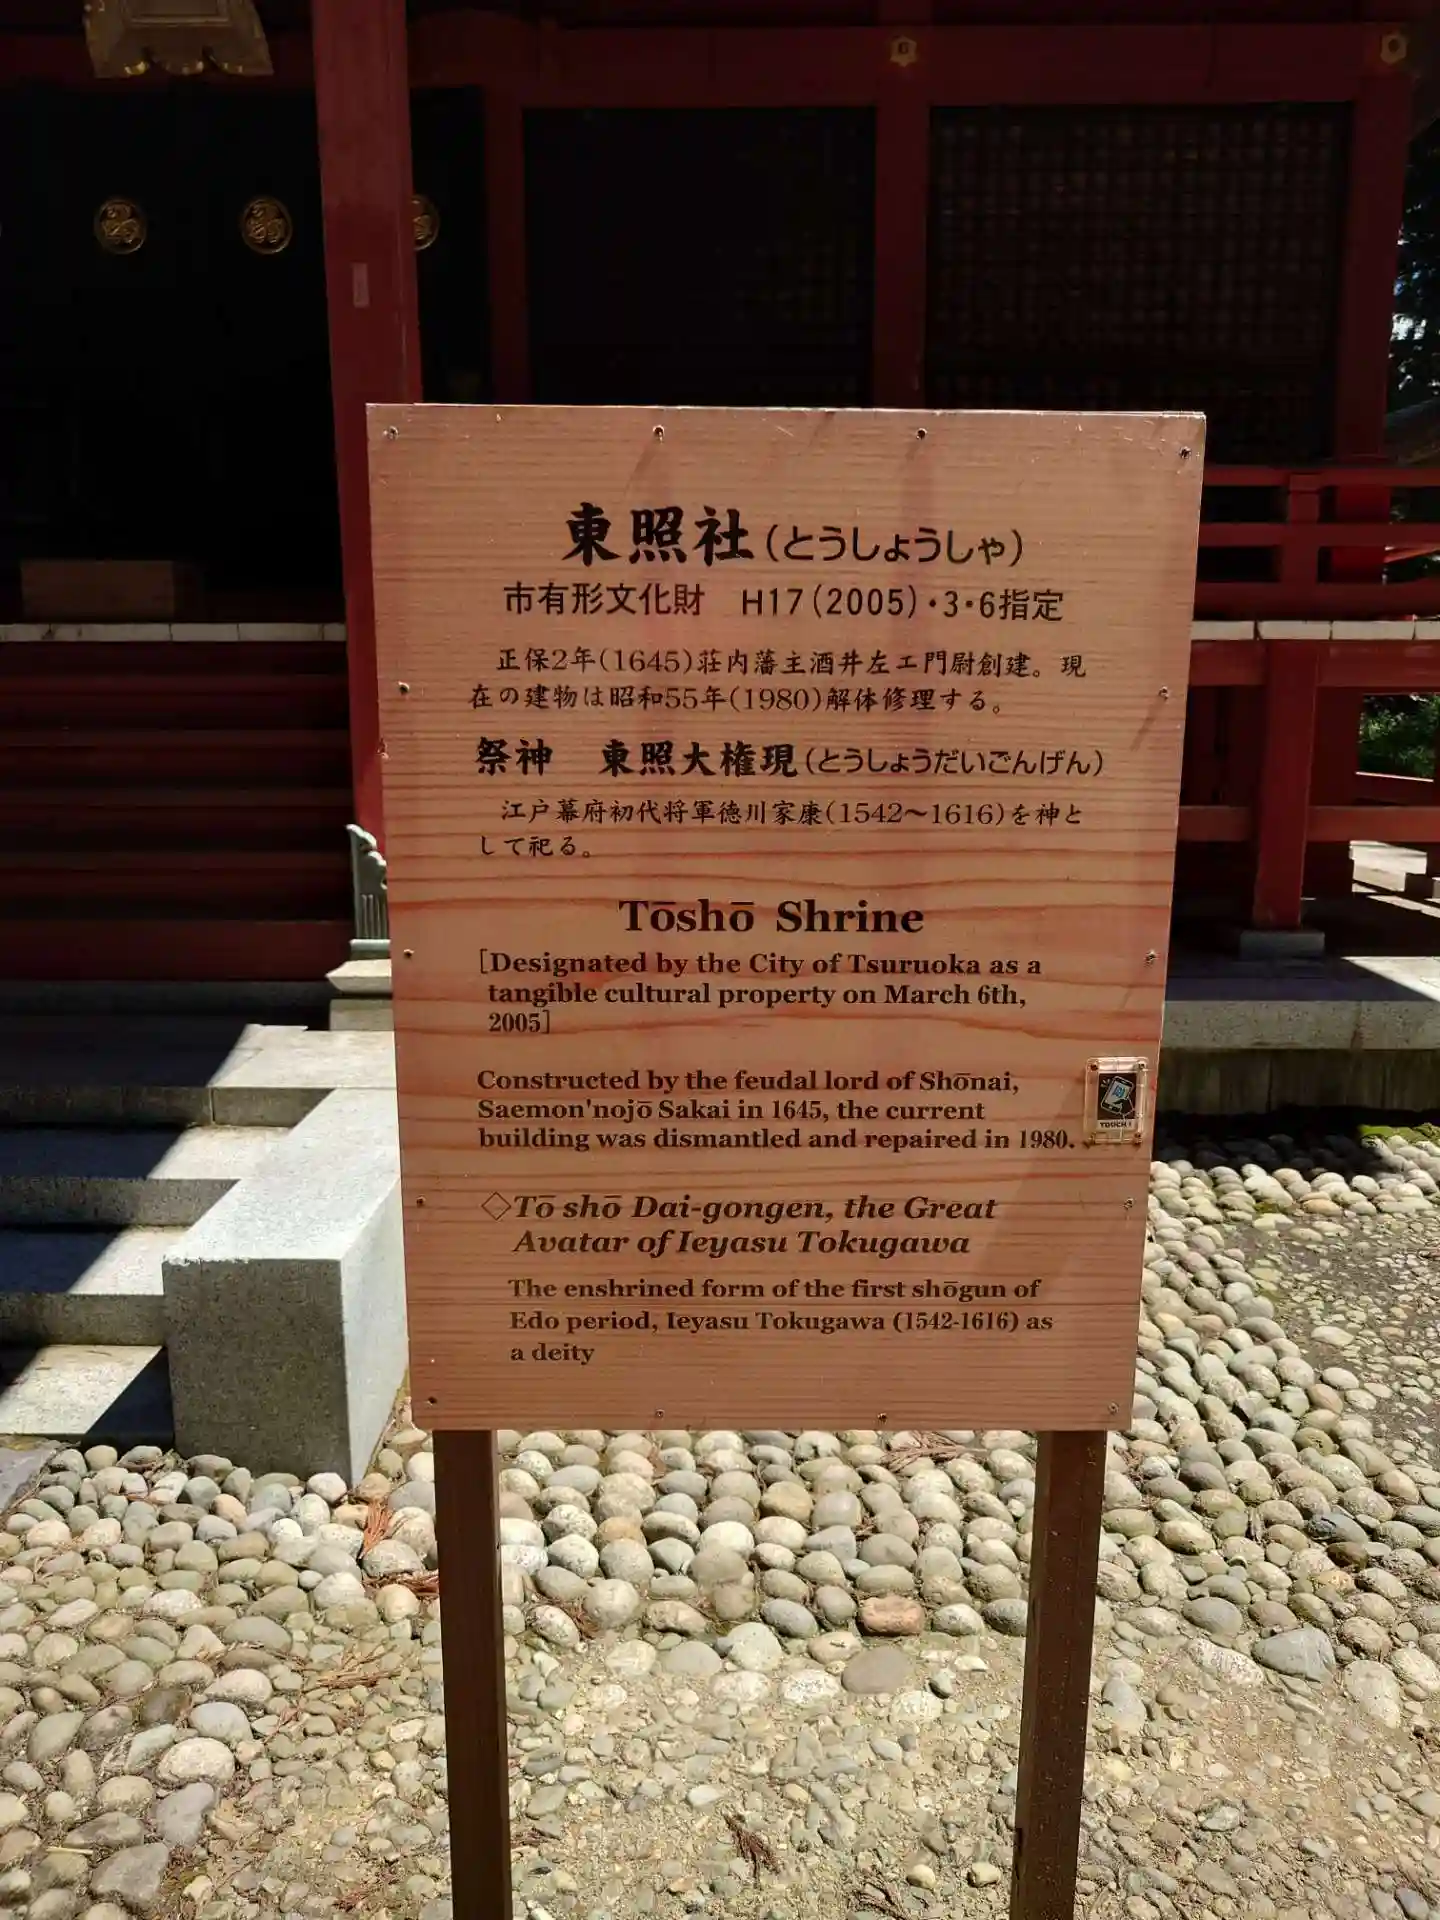 東照社(とうしょうしゃ)
市有形文化財 H17(2005)・3・6指定
正保2年(1645)荘内藩主酒井左エ門尉創建。現
在の建物は昭和55年(1980)解体修理する。
祭神 東照大権現(とうしょうだいごんげん)
江戸幕府初代将軍徳川家康(1542〜1616)を神と
して祀る。
Tōshō Shrine
[Designated by the City of Tsuruoka as a
tangible cultural property on March 6th,
2005]
Constructed by the feudal lord of Shōnai,
Saemon'nojō Sakai in 1645, the current
building was dismantled and repaired in 1980.
TOUCH!
◇Tō shō Dai-gongen, the Great
Avatar of Ieyasu Tokugawa
The enshrined form of the first shōgun of
Edo period, Ieyasu Tokugawa (1542-1616) as
a deity